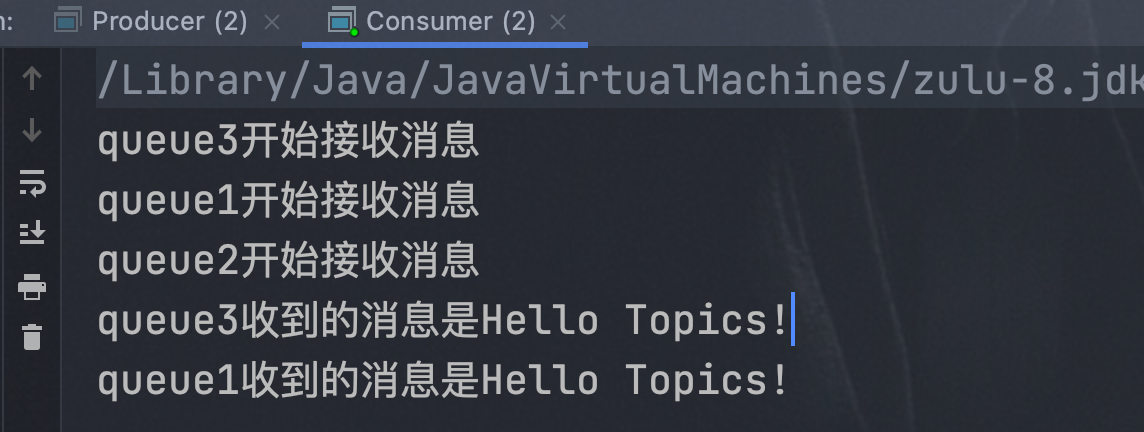 n: Producer (2) × Consumer (2) ×
/Library/Java/JavaVirtualMachines/zulu-8.jdk
queue3开始接收消息
queue1开始接收消息
queue2开始接收消息
queue3收到的消息是Hello Topics!
queue1收到的消息是Hello Topics!